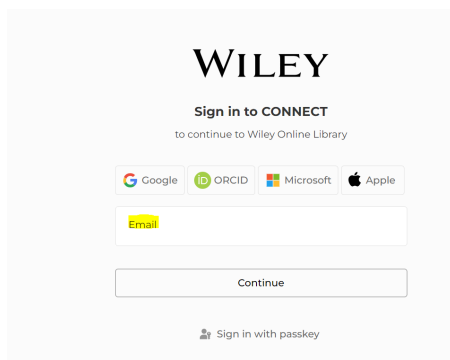 WILEY
Sign in to CONNECT
to continue to Wiley Online Library
Google iD ORCID Microsoft Apple
Email
Continue
Sign in with passkey